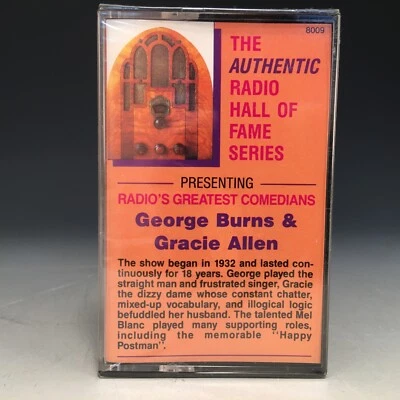 8009
THE
AUTHENTIC
RADIO
HALL OF
FAME
SERIES
PRESENTING
RADIO'S GREATEST COMEDIANS
George Burns &
Gracie Allen
The show began in 1932 and lasted con-
tinuously for 18 years. George played the
straight man and frustrated singer, Gracie
the dizzy dame whose constant chatter,
mixed-up vocabulary, and illogical logic
befuddled her husband. The talented Mel
Blanc played many supporting roles,
including the memorable "Happy
Postman".